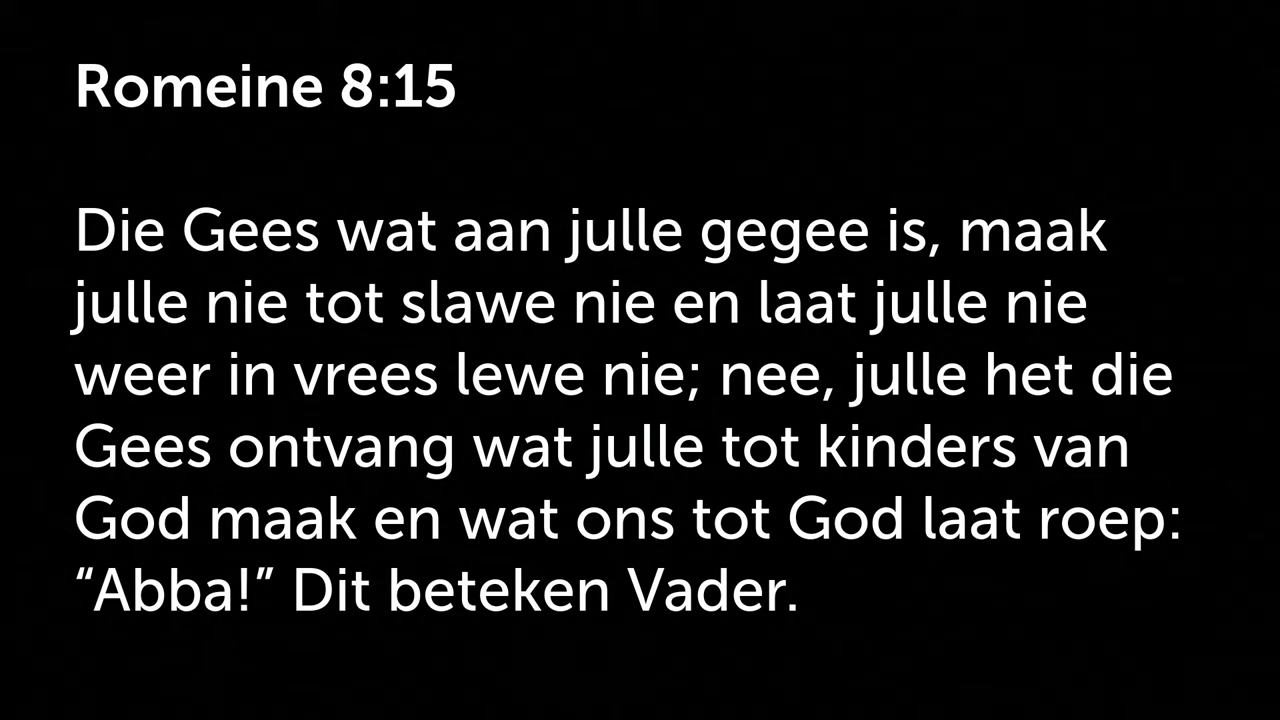 Romeine 8:15
Die Gees wat aan julle gegee is, maak
julle nie tot slawe nie en laat julle nie
weer in vrees lewe nie; nee, julle het die
Gees ontvang wat julle tot kinders van
God maak en wat ons tot God laat roep:
“Abba!” Dit beteken Vader.